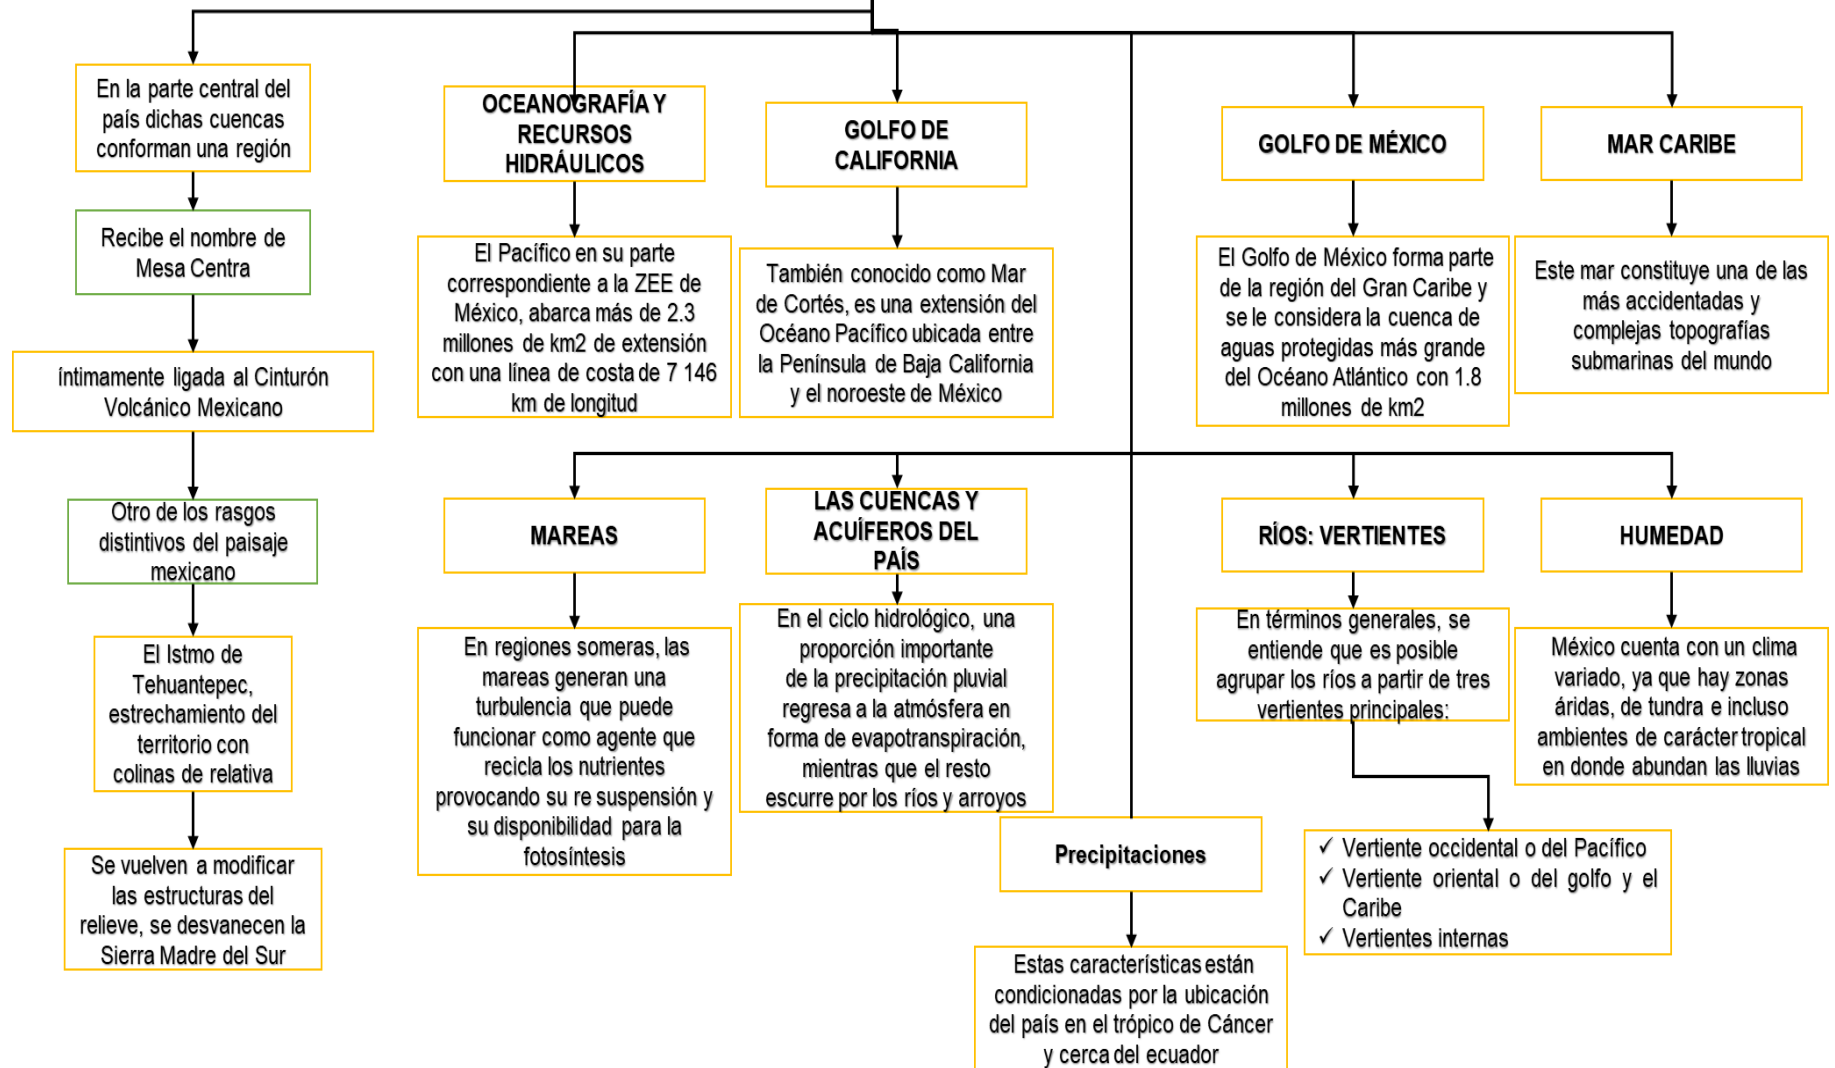 En la parte central del
país dichas cuencas
conforman una región
Recibe el nombre de
Mesa Centra
íntimamente ligada al Cinturón
Volcánico Mexicano
Otro de los rasgos
distintivos del paisaje
mexicano
El Istmo de
Tehuantepec,
estrechamiento del
territorio con
colinas de relativa
Se vuelven a modificar
las estructuras del
relieve, se desvanecen la
Sierra Madre del Sur
OCEANOGRAFÍA Y
RECURSOS
HIDRÁULICOS
El Pacífico en su parte
correspondiente a la ZEE de
México, abarca más de 2.3
millones de km2 de extensión
con una línea de costa de 7 146
km de longitud
GOLFO DE
CALIFORNIA
También conocido como Mar
de Cortés, es una extensión del
Océano Pacífico ubicada entre
la Península de Baja California
y el noroeste de México
GOLFO DE MÉXICO
El Golfo de México forma parte
de la región del Gran Caribe y
se le considera la cuenca de
aguas protegidas más grande
del Océano Atlántico con 1.8
millones de km2
MAR CARIBE
Este mar constituye una de las
más accidentadas y
complejas topografías
submarinas del mundo
MAREAS
En regiones someras, las
mareas generan una
turbulencia que puede
funcionar como agente que
recicla los nutrientes
provocando su re suspensión y
su disponibilidad para la
fotosíntesis
LAS CUENCAS Y
ACUÍFEROS DEL
PAÍS
En el ciclo hidrológico, una
proporción importante
de la precipitación pluvial
regresa a la atmósfera en
forma de evapotranspiración,
mientras que el resto
escurre por los ríos y arroyos
RÍOS: VERTIENTES
En términos generales, se
entiende que es posible
agrupar los ríos a partir de tres
vertientes principales:
✓ Vertiente occidental o del Pacífico
✓ Vertiente oriental o del golfo y el
Caribe
✓ Vertientes internas
HUMEDAD
México cuenta con un clima
variado, ya que hay zonas
áridas, de tundra e incluso
ambientes de carácter tropical
en donde abundan las lluvias
Precipitaciones
Estas características están
condicionadas por la ubicación
del país en el trópico de Cáncer
y cerca del ecuador